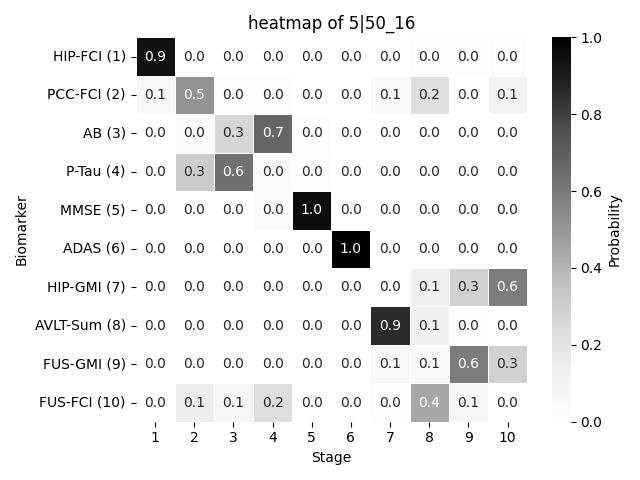 heatmap of 5|50_16
HIP-FCI (1) 0.9 0.0 0.0 0.0 0.0 0.0 0.0 0.0 0.0 0.0
PCC-FCI (2) 0.1 0.5 0.0 0.0 0.0 0.0 0.1 0.2 0.0 0.1
AB (3) 0.0 0.0 0.3 0.7 0.0 0.0 0.0 0.0 0.0 0.0
P-Tau (4) 0.0 0.3 0.6 0.0 0.0 0.0 0.0 0.0 0.0 0.0
MMSE (5) 0.0 0.0 0.0 0.0 1.0 0.0 0.0 0.0 0.0 0.0
ADAS (6) 0.0 0.0 0.0 0.0 0.0 1.0 0.0 0.0 0.0 0.0
HIP-GMI (7) 0.0 0.0 0.0 0.0 0.0 0.0 0.0 0.1 0.3 0.6
AVLT-Sum (8) 0.0 0.0 0.0 0.0 0.0 0.0 0.9 0.1 0.0 0.0
FUS-GMI (9) 0.0 0.0 0.0 0.0 0.0 0.0 0.1 0.1 0.6 0.3
FUS-FCI (10) 0.0 0.1 0.1 0.2 0.0 0.0 0.0 0.4 0.1 0.0
1 2 3 4 5 6 7 8 9 10
Stage
Biomarker
1.0
0.8
0.6
0.4
0.2
0.0
Probability